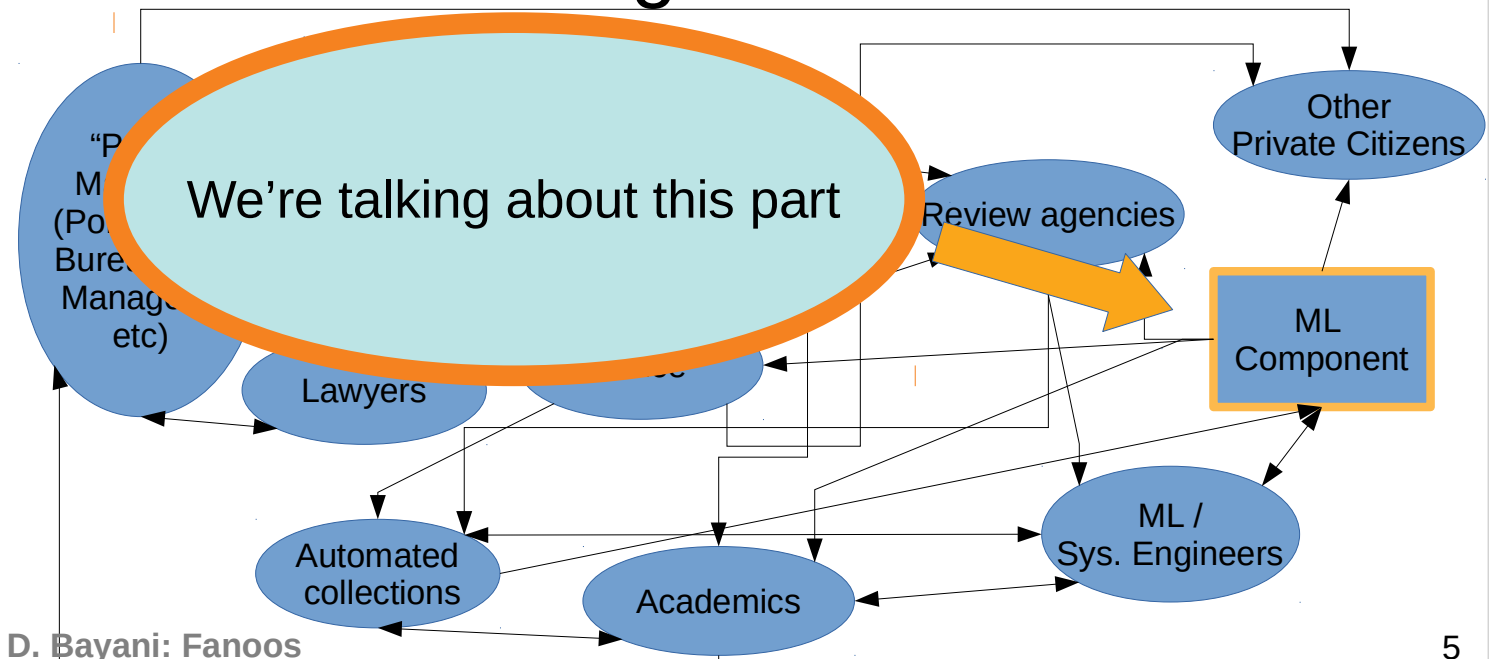 We’re talking about this part
Other
Private Citizens
Review agencies
etc)
ML
Component
Lawyers
ML /
Sys. Engineers
Automated
collections
Academics
D. Bayani: Fanoos
5